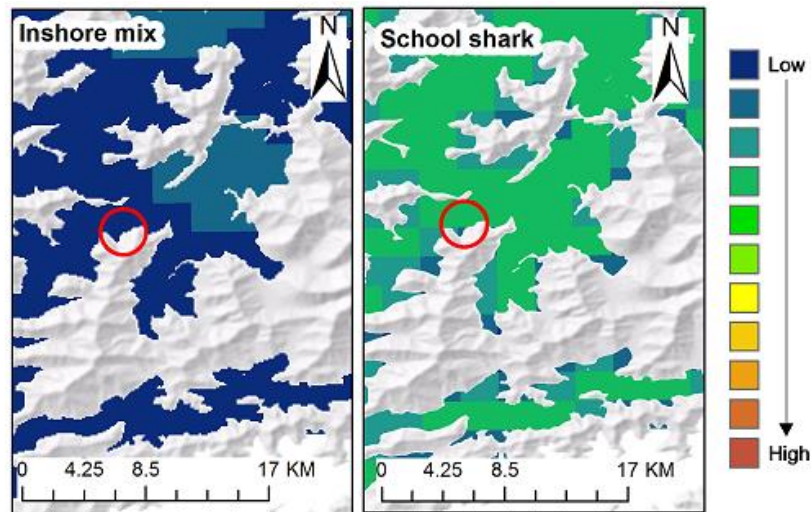 Inshore mix
N
0 4.25 8.5 17 KM
School shark
N
0 4.25 8.5 17 KM
Low
High